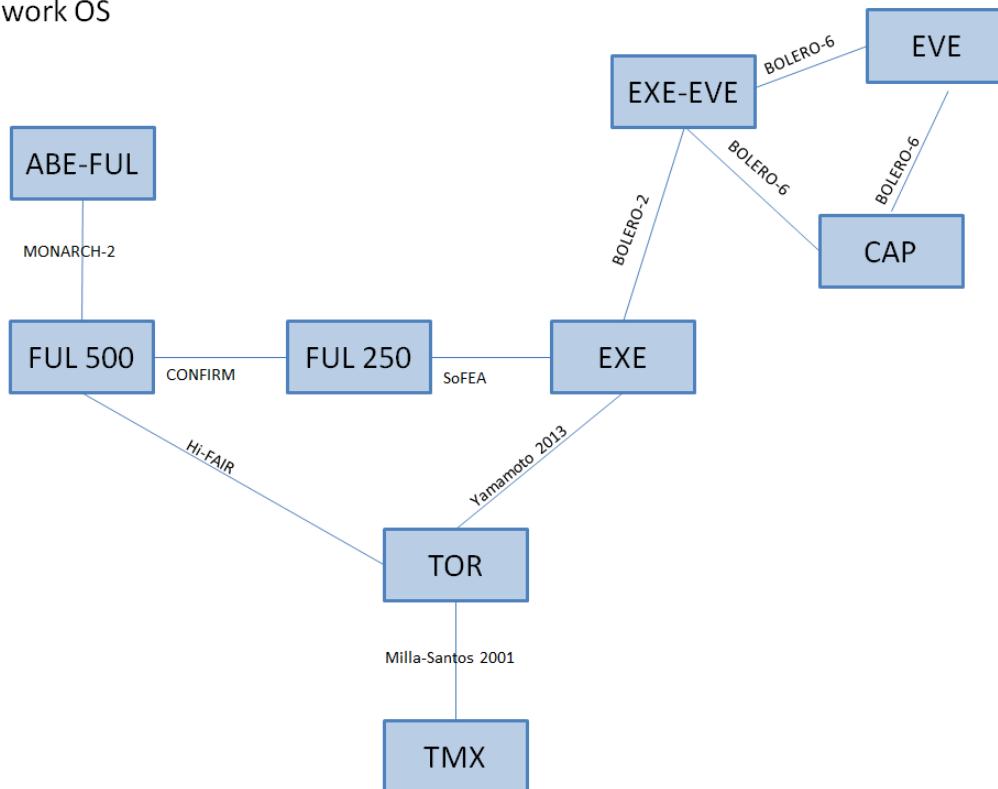 work OS
EVE
BOLERO-6
EXE-EVE
ABE-FUL
BOLERO-6
BOLERO-6
BOLERO-2
CAP
MONARCH-2
FUL 500
CONFIRM
FUL 250
SoFEA
EXE
Hi-FAIR
Yamamoto 2013
TOR
Milla-Santos 2001
TMX